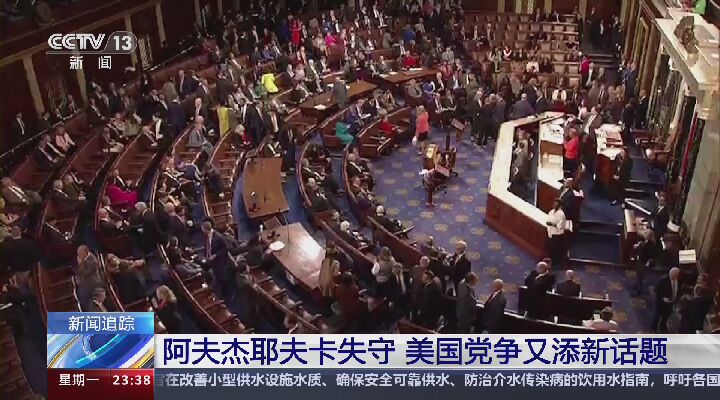 CCTV 13
新闻
新闻追踪
阿夫杰耶夫卡失守 美国党争又添新话题
星期一 23:38
在改善小型供水设施水质、确保安全可靠供水、防治介水传染病的饮用水指南，呼吁各国